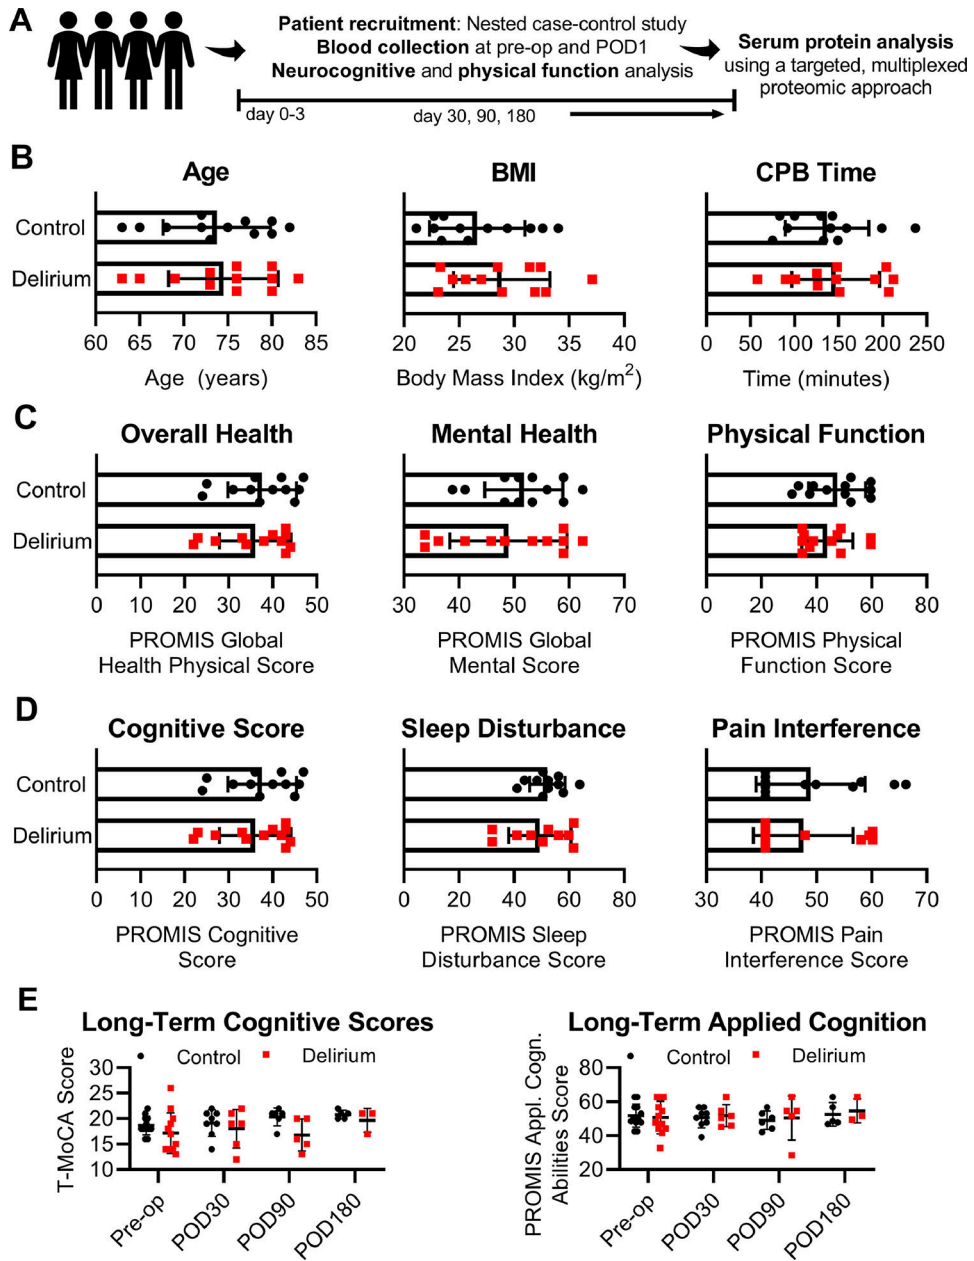 A
Patient recruitment: Nested case-control study
Blood collection at pre-op and POD1
Neurocognitive and physical function analysis
Serum protein analysis
using a targeted, multiplexed
proteomic approach
day 0-3
day 30, 90, 180
B
Age
BMI
CPB Time
Control
Delirium
60 65 70 75 80 85
20 25 30 35 40
0 50 100 150 200 250
Age (years)
Body Mass Index (kg/m²)
Time (minutes)
C
Overall Health
Mental Health
Physical Function
Control
Delirium
0 10 20 30 40 50
30 40 50 60 70
0 20 40 60 80
PROMIS Global
Health Physical Score
PROMIS Global
Mental Score
PROMIS Physical
Function Score
D
Cognitive Score
Sleep Disturbance
Pain Interference
Control
Delirium
0 10 20 30 40 50
0 20 40 60 80
30 40 50 60 70
PROMIS Cognitive
Score
PROMIS Sleep
Disturbance Score
PROMIS Pain
Interference Score
E
Long-Term Cognitive Scores
Control Delirium
T-MoCA Score
30
25
20
15
10
Pre-op POD30 POD90 POD180
Long-Term Applied Cognition
Control Delirium
PROMIS Appl. Cogn.
Abilities Score
80
60
40
20
Pre-op POD30 POD90 POD180